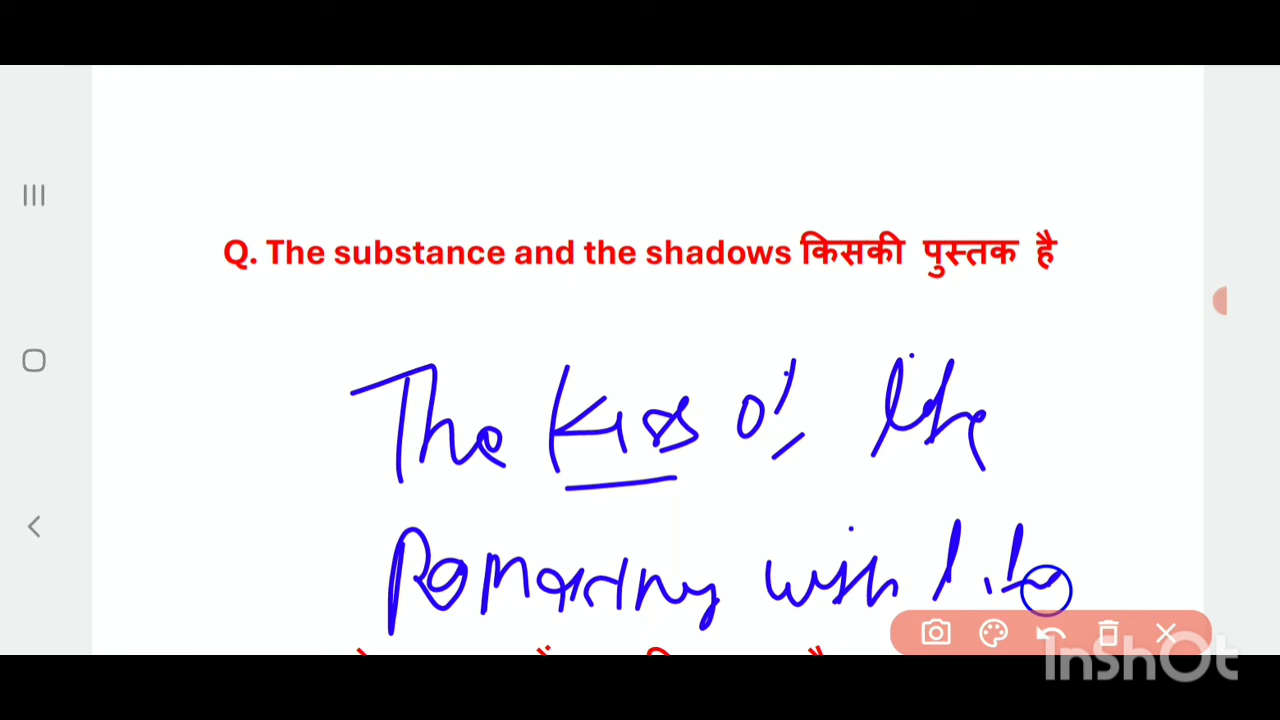 Q. The substance and the shadows किसकी पुस्तक है
The Kiss of life
Romancing with life
InShOt